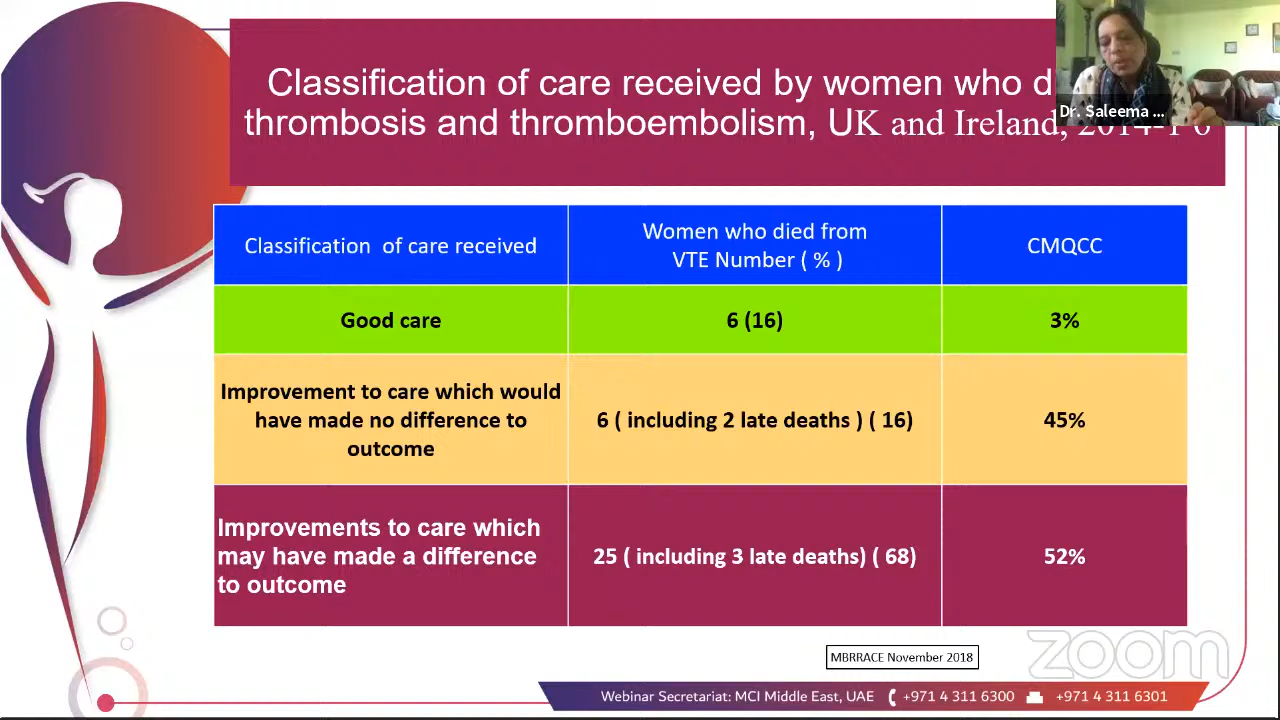 Classification of care received by women who d
thrombosis and thromboembolism, UK and Ireland, 2014-1 6
Dr. Saleema ...
Classification of care received
Women who died from
VTE Number ( % )
CMQCC
Good care
6 (16)
3%
Improvement to care which would
have made no difference to
outcome
6 ( including 2 late deaths ) ( 16)
45%
Improvements to care which
may have made a difference
to outcome
25 ( including 3 late deaths) ( 68)
52%
MBRRACE November 2018
zoom
Webinar Secretariat: MCI Middle East, UAE +971 4 311 6300 +971 4 311 6301